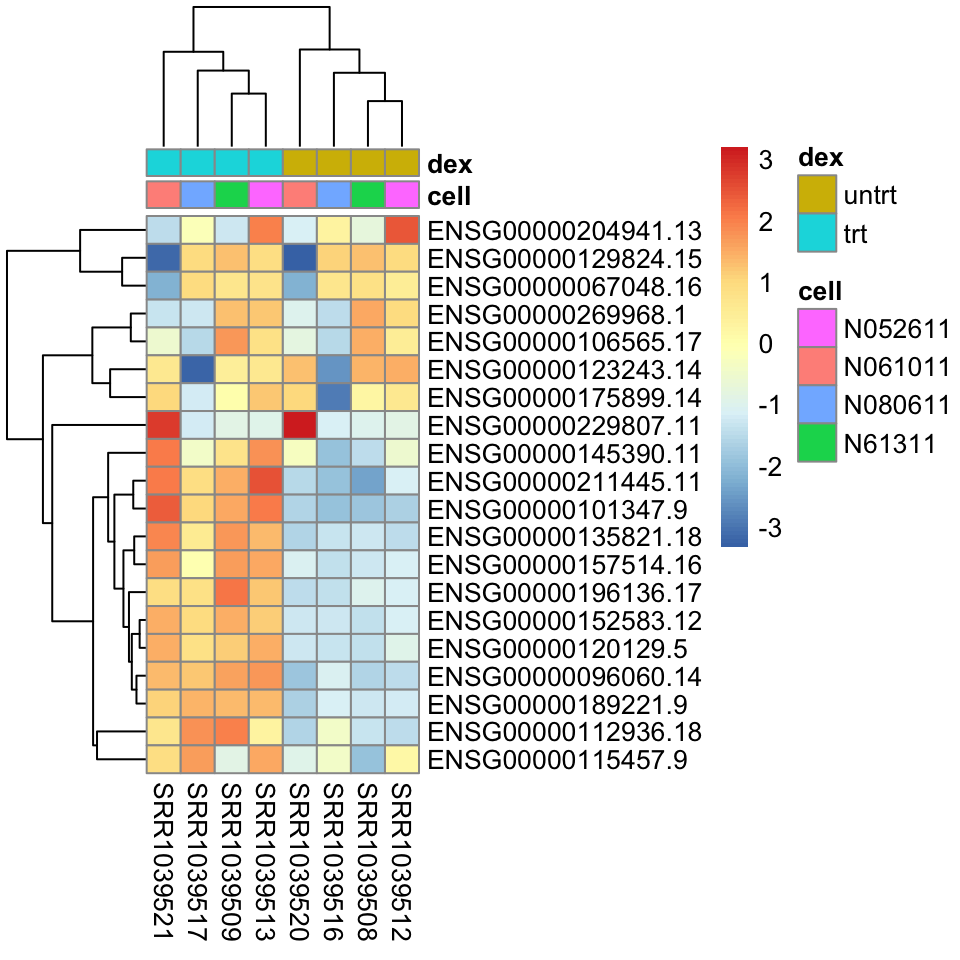 dex
cell
ENSG00000204941.13
ENSG00000129824.15
ENSG00000067048.16
ENSG00000269968.1
ENSG00000106565.17
ENSG00000123243.14
ENSG00000175899.14
ENSG00000229807.11
ENSG00000145390.11
ENSG00000211445.11
ENSG00000101347.9
ENSG00000135821.18
ENSG00000157514.16
ENSG00000196136.17
ENSG00000152583.12
ENSG00000120129.5
ENSG00000096060.14
ENSG00000189221.9
ENSG00000112936.18
ENSG00000115457.9
SRR1039521
SRR1039517
SRR1039509
SRR1039513
SRR1039520
SRR1039516
SRR1039508
SRR1039512
3
2
1
0
-1
-2
-3
dex
untrt
trt
cell
N052611
N061011
N080611
N61311